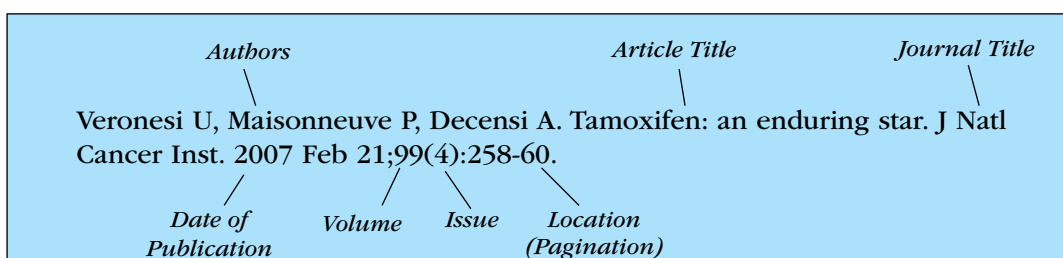 Authors Article Title Journal Title
Veronesi U, Maisonneuve P, Decensi A. Tamoxifen: an enduring star. J Natl
Cancer Inst. 2007 Feb 21;99(4):258-60.
Date of Publication
Volume
Issue
Location (Pagination)